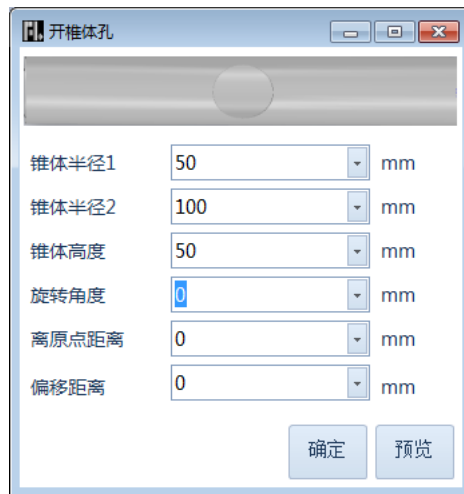 开推体孔
锥体半径1 50 mm
锥体半径2 100 mm
锥体高度 50 mm
旋转角度 0 mm
离原点距离 0 mm
偏移距离 0 mm
确定 预览